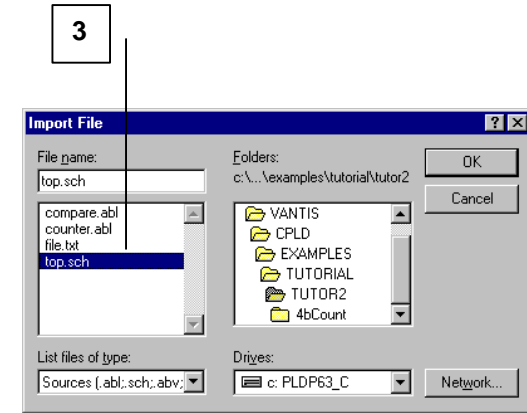 3
Import File
File name:
top.sch
compare.abl
counter.abl
file.txt
top.sch
List files of type:
Sources (.abl;.sch;.abv;
Folders:
c:\...\examples\tutorial\tutor2
VANTIS
CPLD
EXAMPLES
TUTORIAL
TUTOR2
4bCount
Drives:
c: PLDP63_C
OK
Cancel
Network...